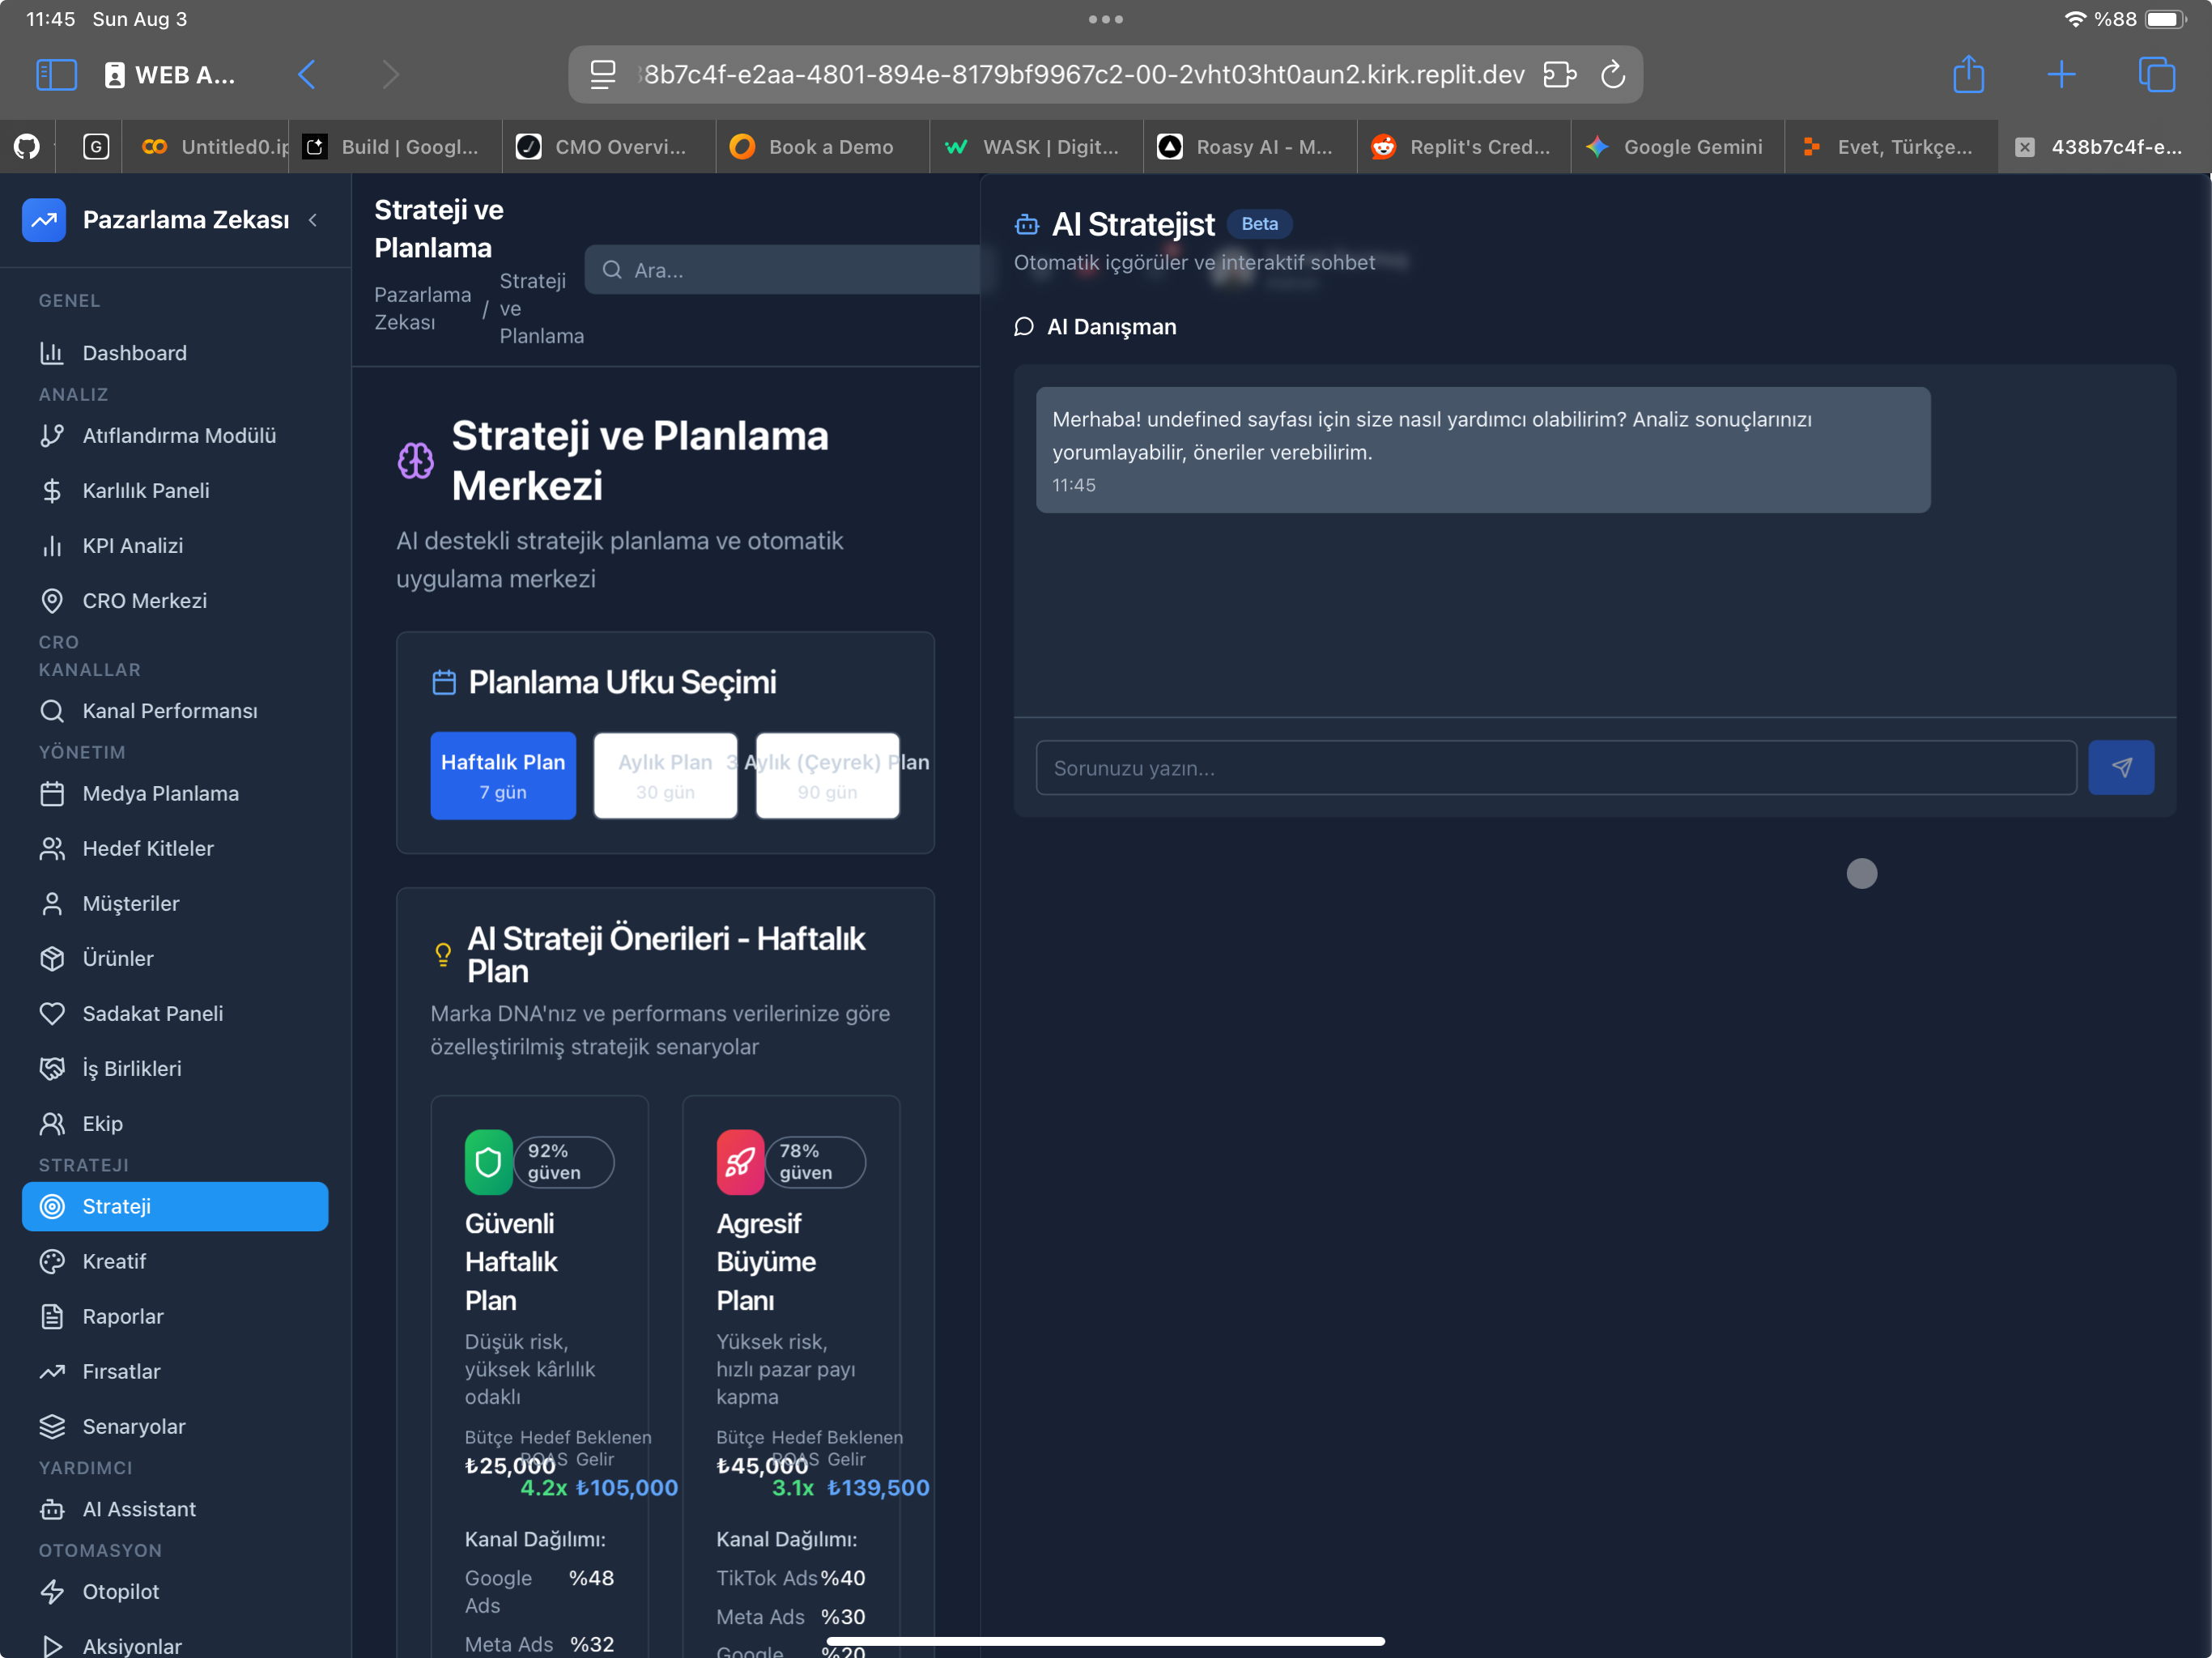 11:45 Sun Aug 3
%88
WEB A...
8b7c4f-e2aa-4801-894e-8179bf9967c2-00-2vht03ht0aun2.kirk.replit.dev
G
Untitled0.ip
Build | Googl...
CMO Overvi...
Book a Demo
WASK | Digit...
Roasy AI - M...
Replit's Cred...
Google Gemini
Evet, Türkçe...
438b7c4f-e...
Pazarlama Zekası
GENEL
Dashboard
ANALIZ
Atıflandırma Modülü
Karlılık Paneli
KPI Analizi
CRO Merkezi
CRO
KANALLAR
Kanal Performansı
YÖNETIM
Medya Planlama
Hedef Kitleler
Müşteriler
Ürünler
Sadakat Paneli
İş Birlikleri
Ekip
STRATEJI
Strateji
Kreatif
Raporlar
Fırsatlar
Senaryolar
YARDIMCI
AI Assistant
OTOMASYON
Otopilot
Aksiyonlar
Strateji ve
Planlama
Pazarlama
Zekası
/
Strateji
ve
Planlama
Ara...
Strateji ve Planlama
Merkezi
AI destekli stratejik planlama ve otomatik
uygulama merkezi
Planlama Ufku Seçimi
Haftalık Plan
7 gün
Aylık Plan
30 gün
3 Aylık (Çeyrek) Plan
90 gün
AI Strateji Önerileri - Haftalık
Plan
Marka DNA'nız ve performans verilerinize göre
özelleştirilmiş stratejik senaryolar
92%
güven
Güvenli
Haftalık
Plan
Düşük risk,
yüksek kârlılık
odaklı
Bütçe
₺25,000
Hedef
ROAS
4.2x
Beklenen
Gelir
₺105,000
Kanal Dağılımı:
Google
Ads
%48
Meta Ads %32
78%
güven
Agresif
Büyüme
Planı
Yüksek risk,
hızlı pazar payı
kapma
Bütçe
₺45,000
Hedef
ROAS
3.1x
Beklenen
Gelir
₺139,500
Kanal Dağılımı:
TikTok Ads %40
Meta Ads %30
Google %20
AI Stratejist
Beta
Otomatik içgörüler ve interaktif sohbet
AI Danışman
Merhaba! undefined sayfası için size nasıl yardımcı olabilirim? Analiz sonuçlarınızı
yorumlayabilir, öneriler verebilirim.
11:45
Sorunuzu yazın...